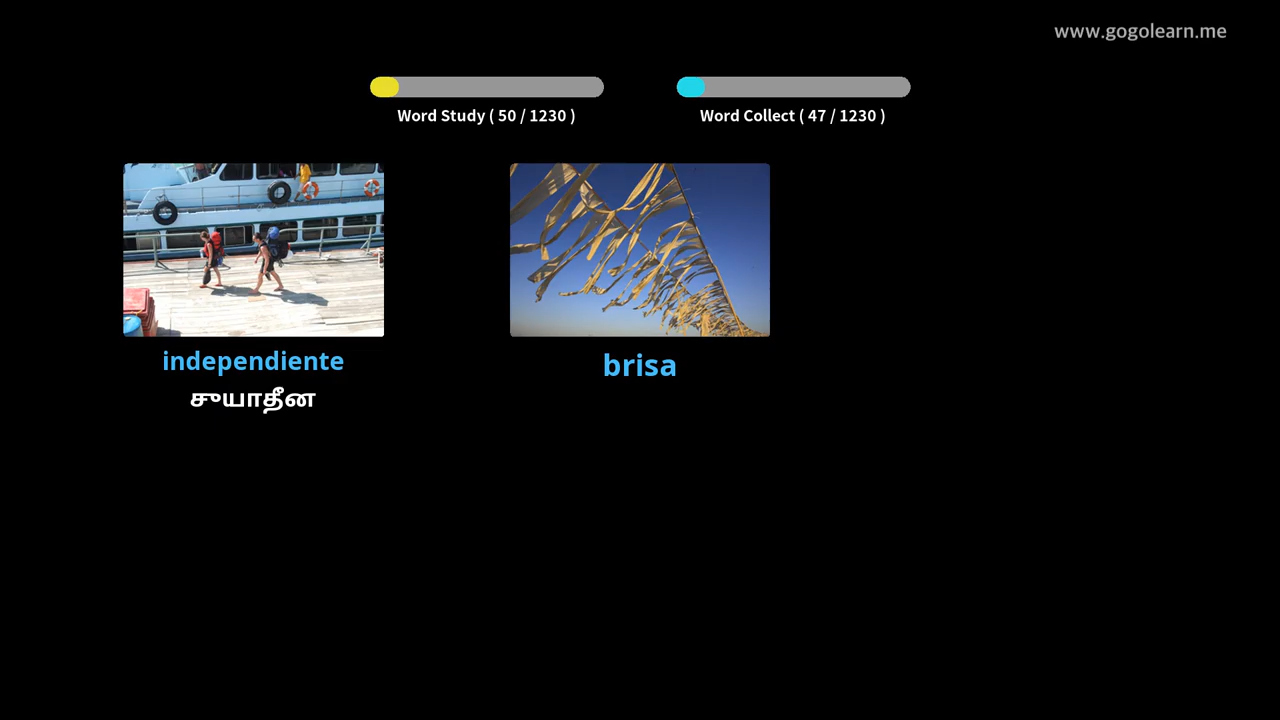 www.gogolearn.me
Word Study ( 50 / 1230 )
Word Collect ( 47 / 1230 )
independiente
சுயாதீன
brisa